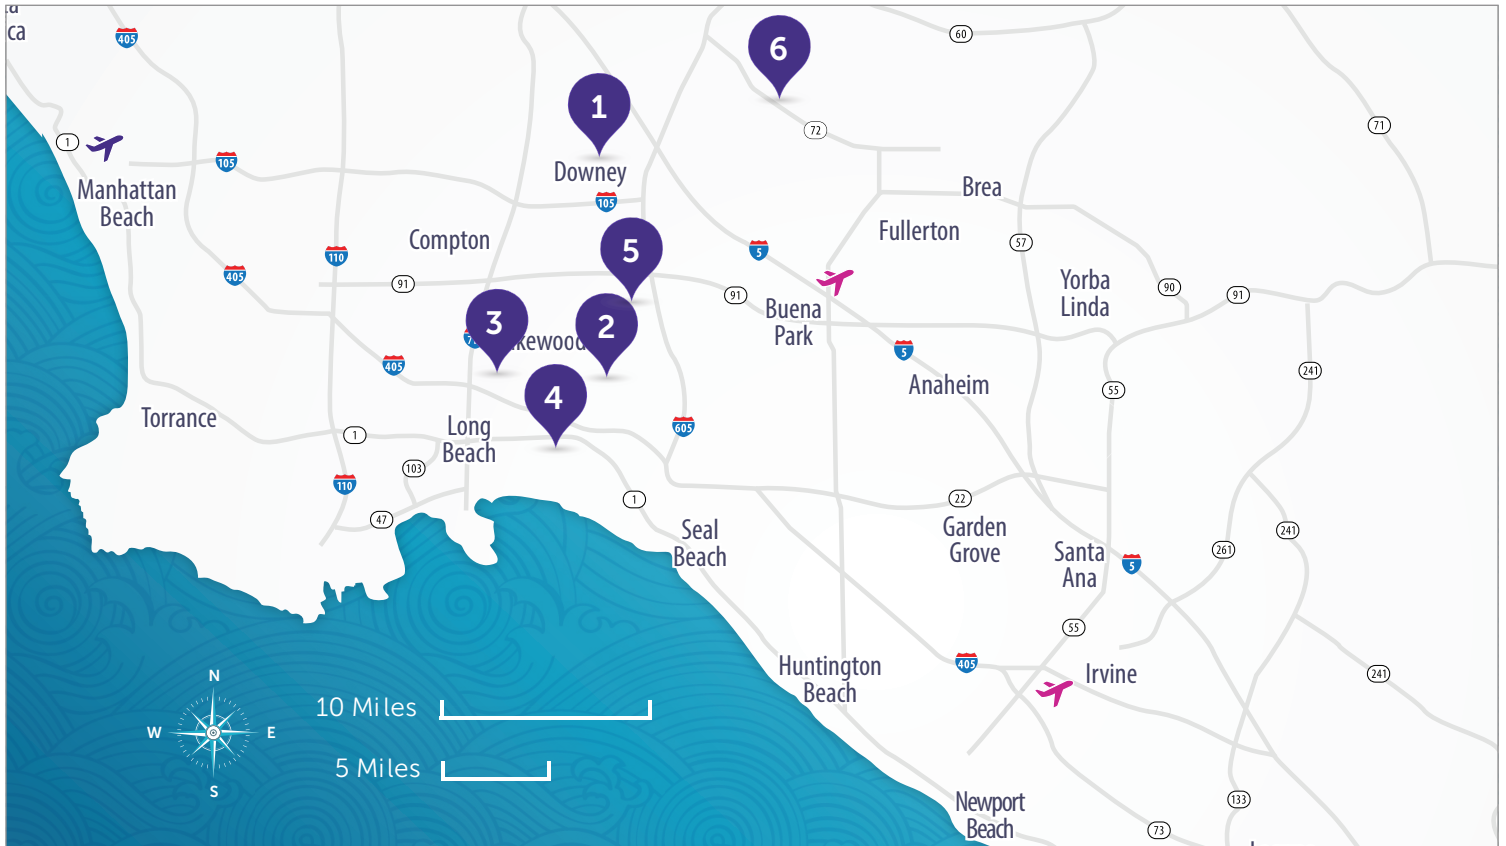 ca
405
6
60
1
1
72
71
105
Manhattan
Beach
Downey
105
Brea
Compton
5
Fullerton
57
110
5
405
91
91
Buena
Park
Yorba
Linda
90
91
3
kewood
2
405
5
Anaheim
241
55
4
Torrance
Long
Beach
1
605
103
110
47
1
22
Seal
Beach
Garden
Grove
Santa
Ana
5
261
241
55
Huntington
Beach
405
Irvine
241
N
W
E
S
10 Miles
5 Miles
Newport
Beach
133
73